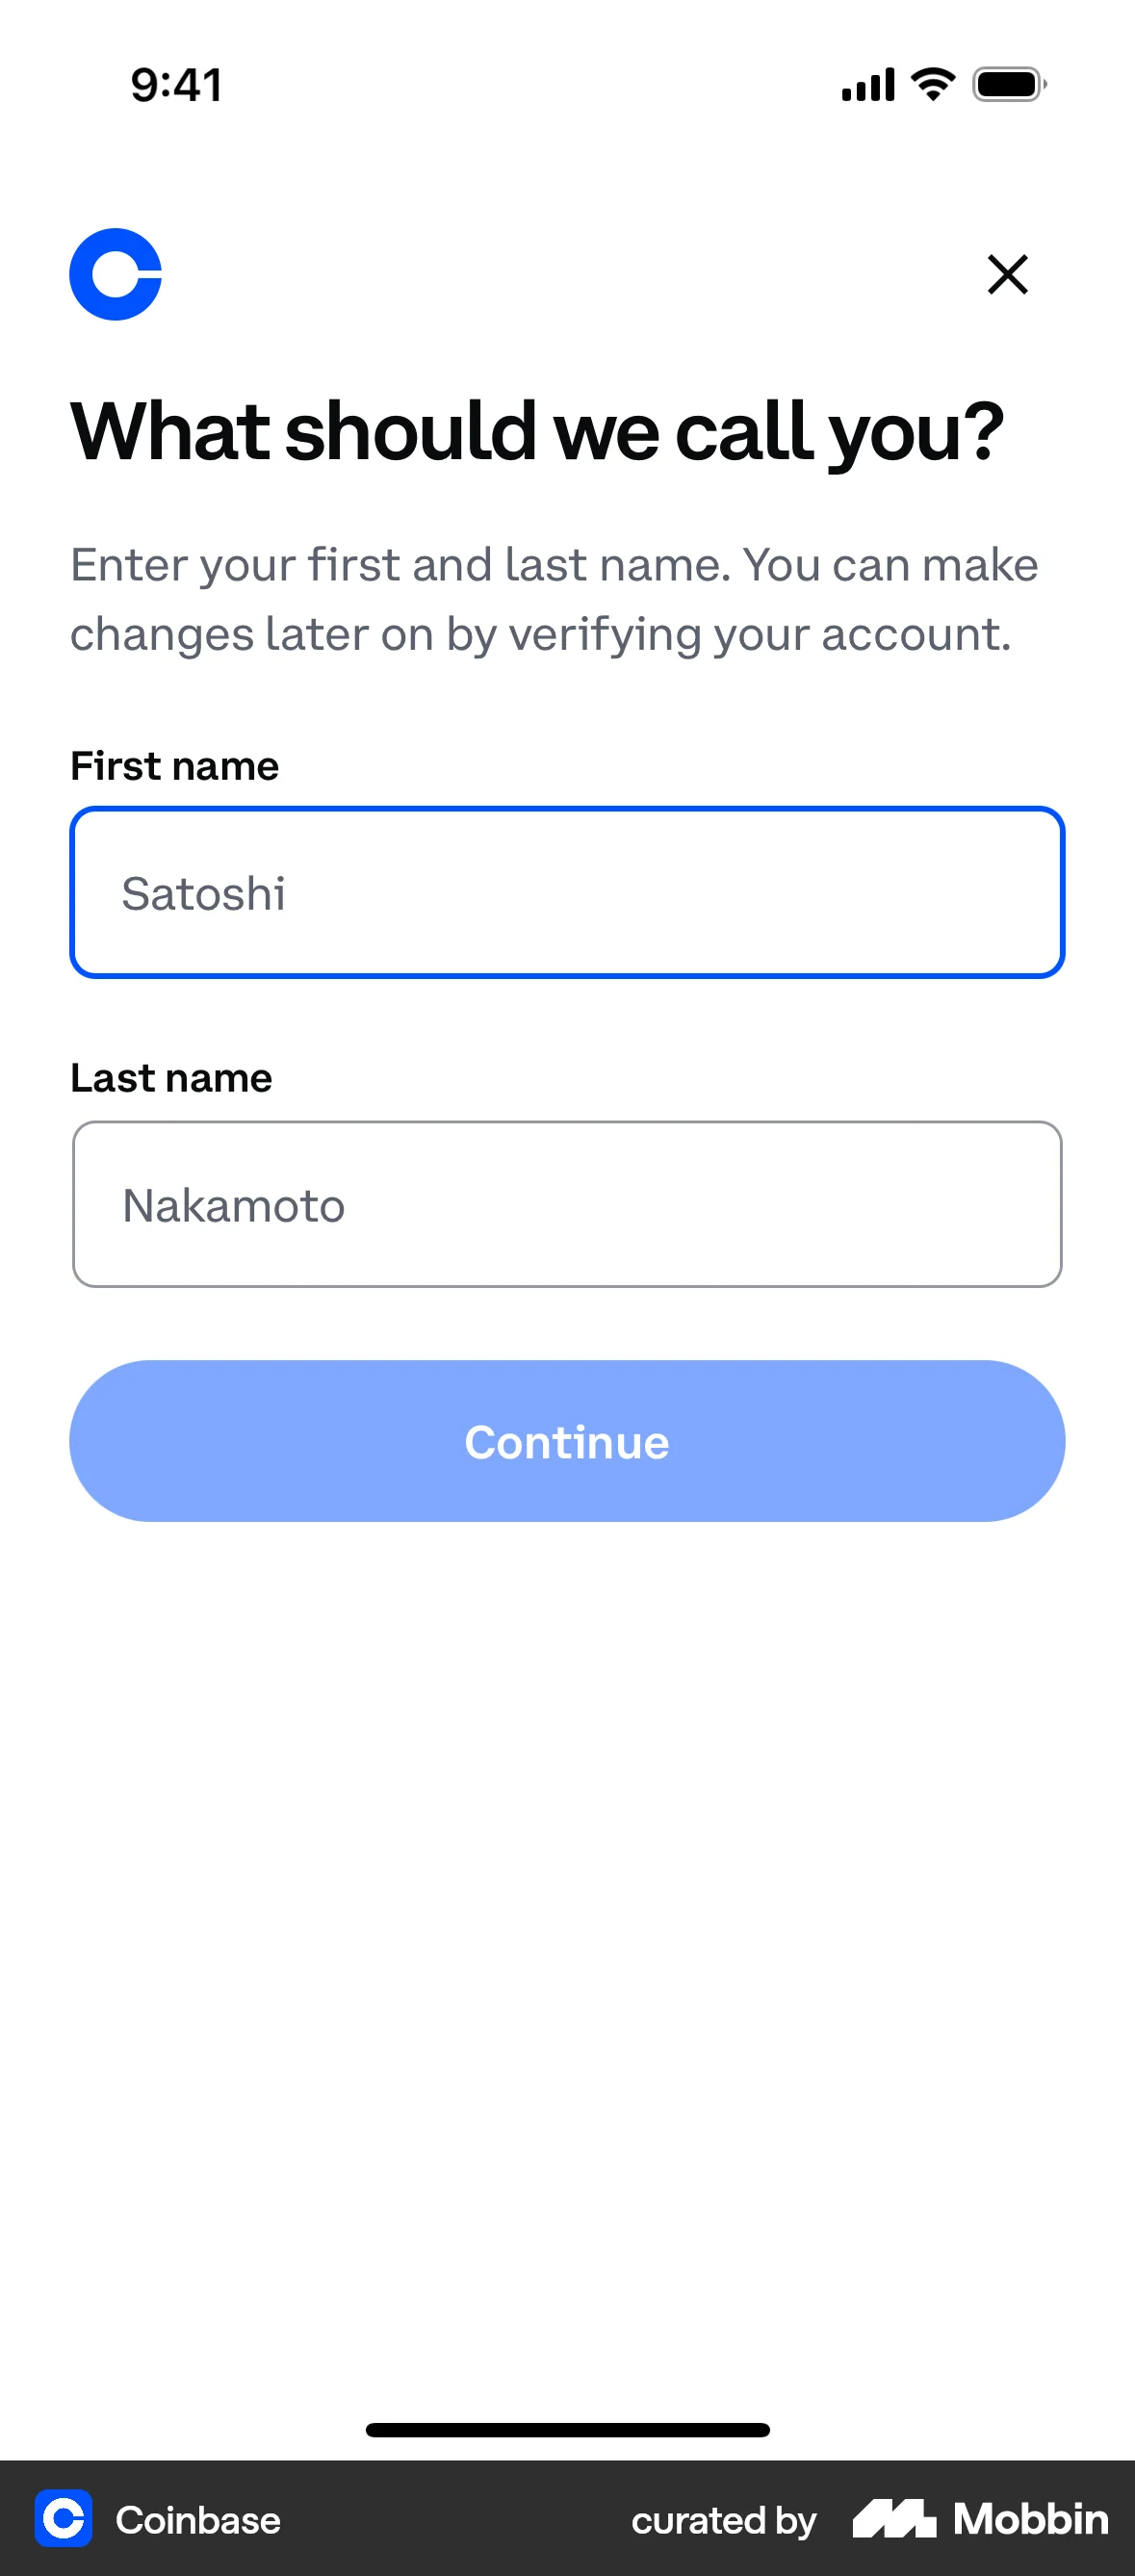 9:41
What should we call you?
Enter your first and last name. You can make
changes later on by verifying your account.
First name
Satoshi
Last name
Nakamoto
Continue
Coinbase
curated by Mobbin